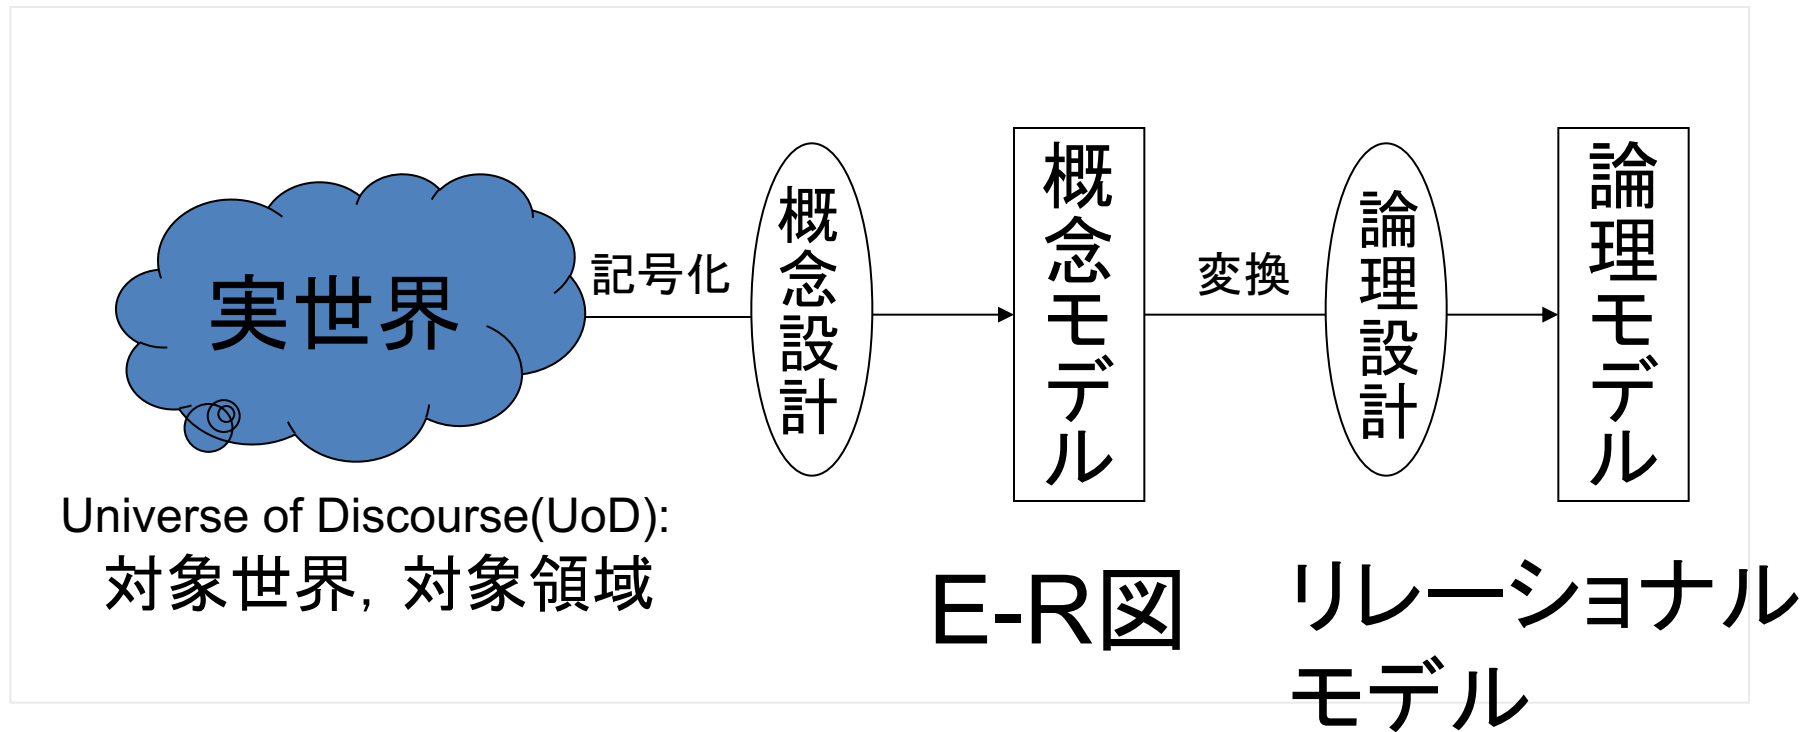 実世界
Universe of Discourse(UoD):
対象世界，対象領域
記号化
概念設計
概念モデル
E-R図
変換
論理設計
論理モデル
リレーショナル
モデル